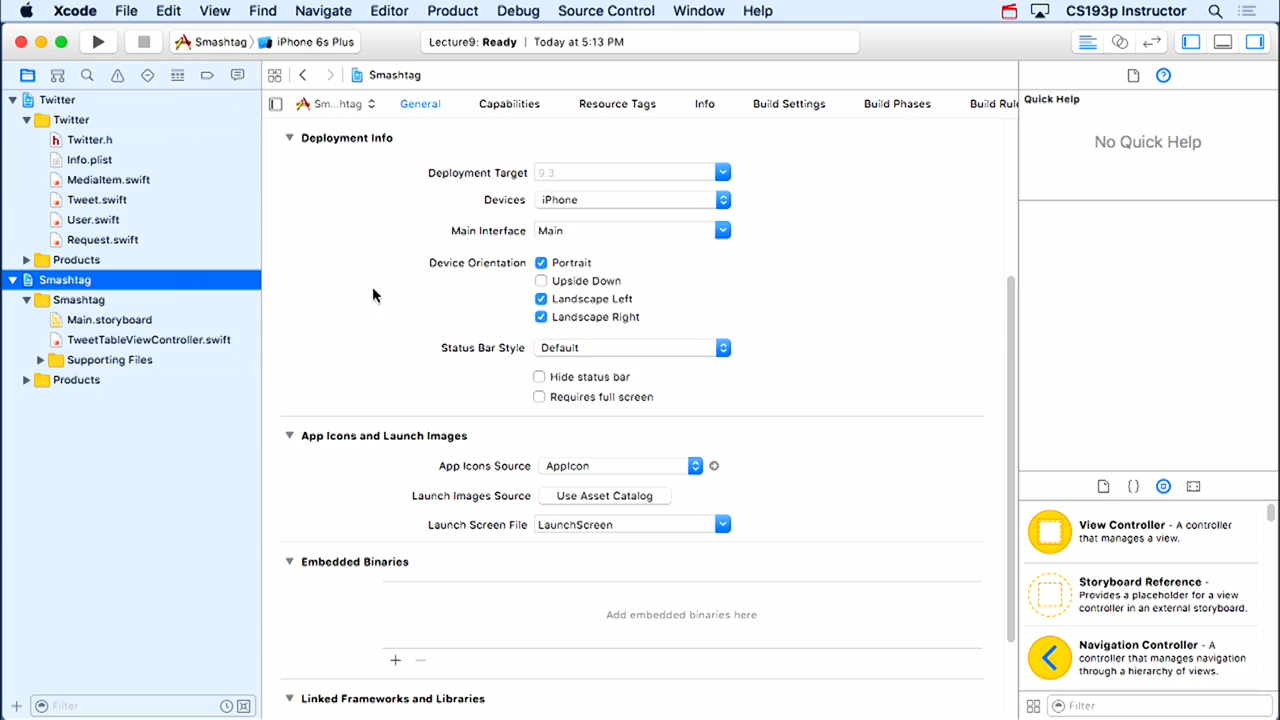 Xcode File Edit View Find Navigate Editor Product Debug Source Control Window Help CS193p Instructor
Smashtag iPhone 6s Plus Lecture9: Ready Today at 5:13 PM
Smashtag
Sm...htag General Capabilities Resource Tags Info Build Settings Build Phases Build Rul
Twitter
Twitter
Twitter.h
Info.plist
MediaItem.swift
Tweet.swift
User.swift
Request.swift
Products
Smashtag
Smashtag
Main.storyboard
TweetTableViewController.swift
Supporting Files
Products
Filter
Deployment Info
Deployment Target 9.3
Devices iPhone
Main Interface Main
Device Orientation Portrait
Upside Down
Landscape Left
Landscape Right
Status Bar Style Default
Hide status bar
Requires full screen
App Icons and Launch Images
App Icons Source AppIcon
Launch Images Source Use Asset Catalog
Launch Screen File LaunchScreen
Embedded Binaries
Add embedded binaries here
Linked Frameworks and Libraries
Quick Help
No Quick Help
View Controller - A controller
that manages a view.
Storyboard Reference -
Provides a placeholder for a view
controller in an external storyboard.
Navigation Controller - A
controller that manages navigation
through a hierarchy of views.
Filter